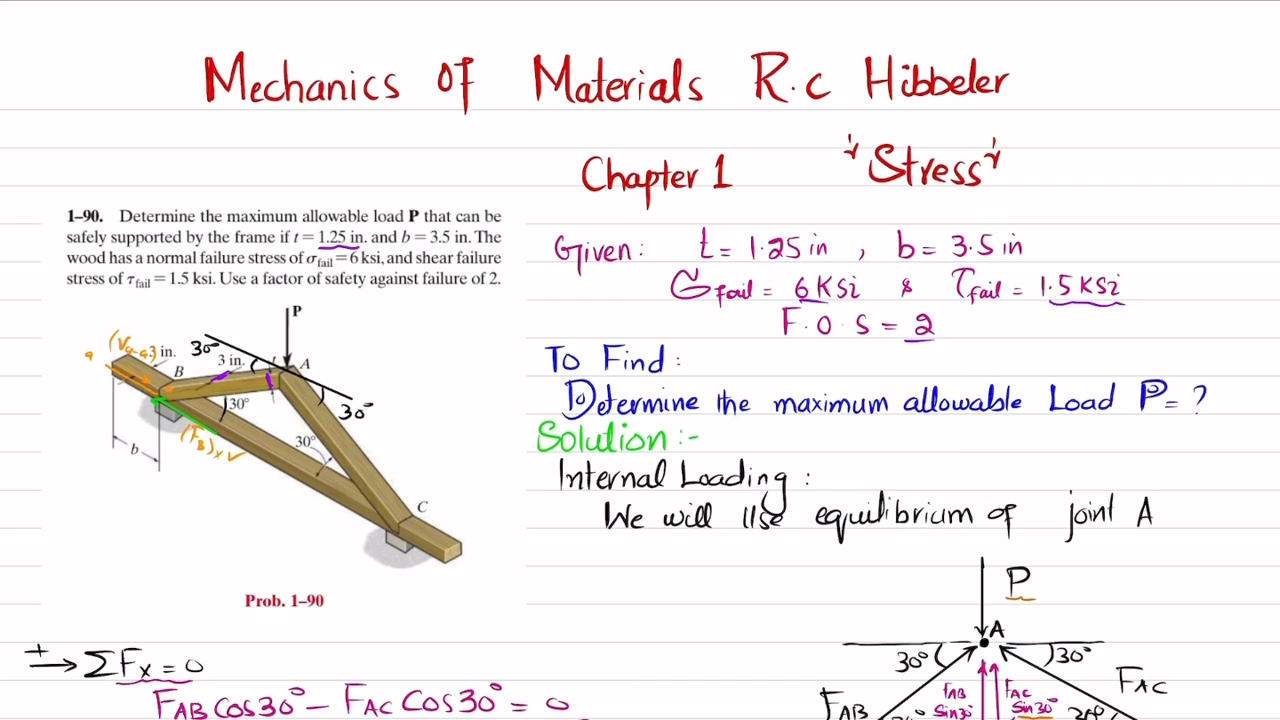 Mechanics of Materials R.c Hibbeler
Chapter 1 "Stress"
1–90. Determine the maximum allowable load P that can be
safely supported by the frame if t = 1.25 in. and b = 3.5 in. The
wood has a normal failure stress of σfail = 6 ksi, and shear failure
stress of τfail = 1.5 ksi. Use a factor of safety against failure of 2.
P
(Va-a) 3 in. 30° 3 in. A
a B
30° 30°
(FB)x
b 30°
C
Prob. 1–90
Given: t = 1.25 in , b = 3.5 in
σfail = 6 Ksi & τfail = 1.5 KSi
F.O.S = 2
To Find:
Determine the maximum allowable Load P = ?
Solution :-
Internal Loading :
We will Use equilibrium of joint A
P
A
30° 30°
FAB FAB Sin30° FAC Sin30° FAC
+→ ΣFx = 0
FAB Cos30° − FAC Cos30° = 0